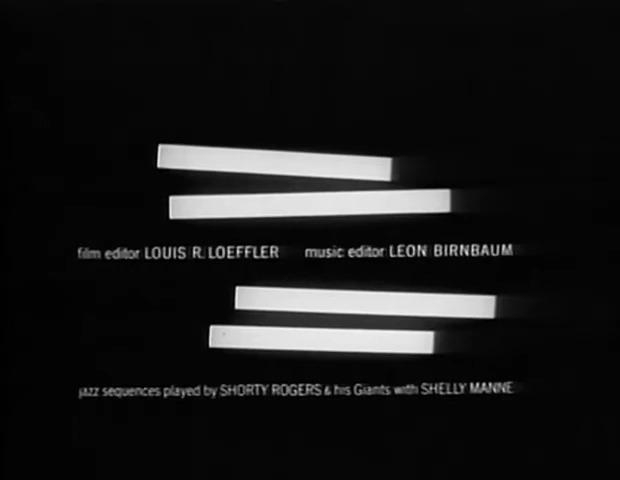 film editor LOUIS R. LOEFFLER music editor LEON BIRNBAUM
jazz sequences played by SHORTY ROGERS & his Giants with SHELLY MANNE